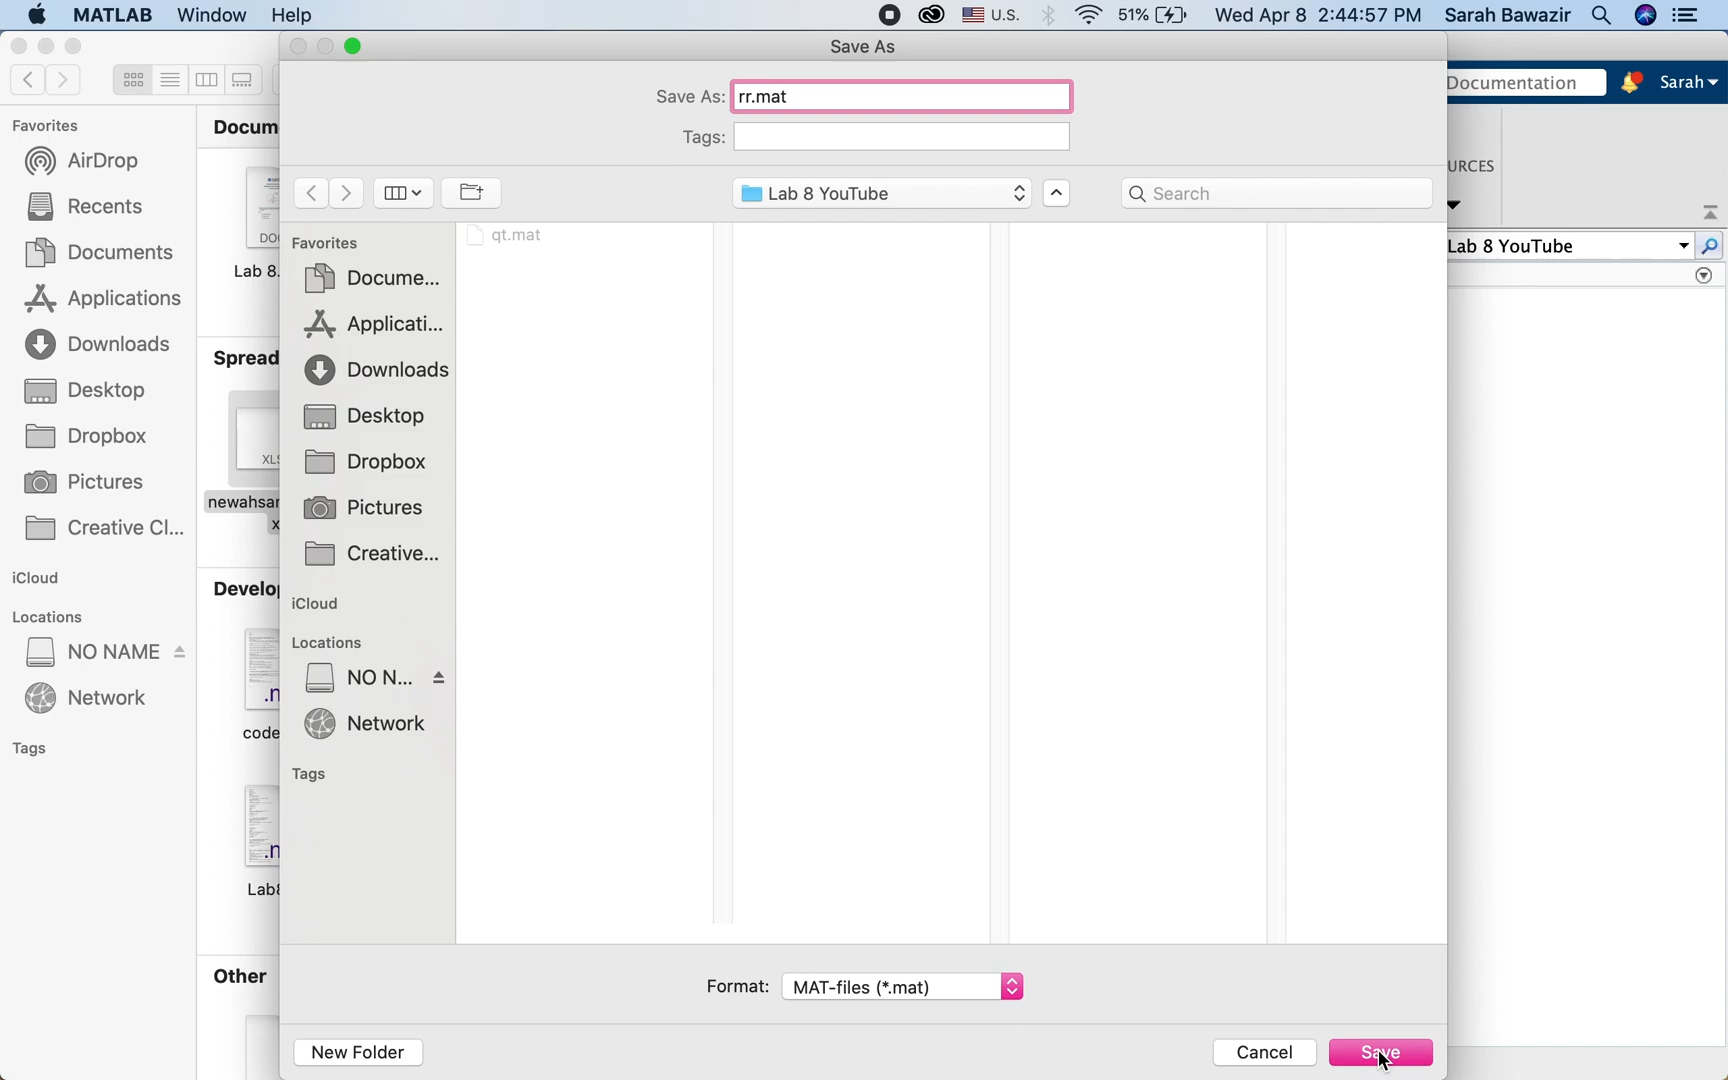 MATLAB Window Help U.S. 51% Wed Apr 8 2:44:57 PM Sarah Bawazir
Save As
Save As: rr.mat
Tags:
Documentation Sarah
Lab 8 YouTube
Search
URCES
Lab 8 YouTube
Favorites
AirDrop
Recents
Documents
Applications
Downloads
Desktop
Dropbox
Pictures
Creative Cl...
iCloud
Locations
NO NAME
Network
Tags
Docum
DO
Lab 8.
Spread
XLS
newahsan
x
Develop
.n
code
.n
Lab8
Other
Favorites
Docume...
Applicati...
Downloads
Desktop
Dropbox
Pictures
Creative...
iCloud
Locations
NO N...
Network
Tags
qt.mat
Format: MAT-files (*.mat)
New Folder Cancel Save